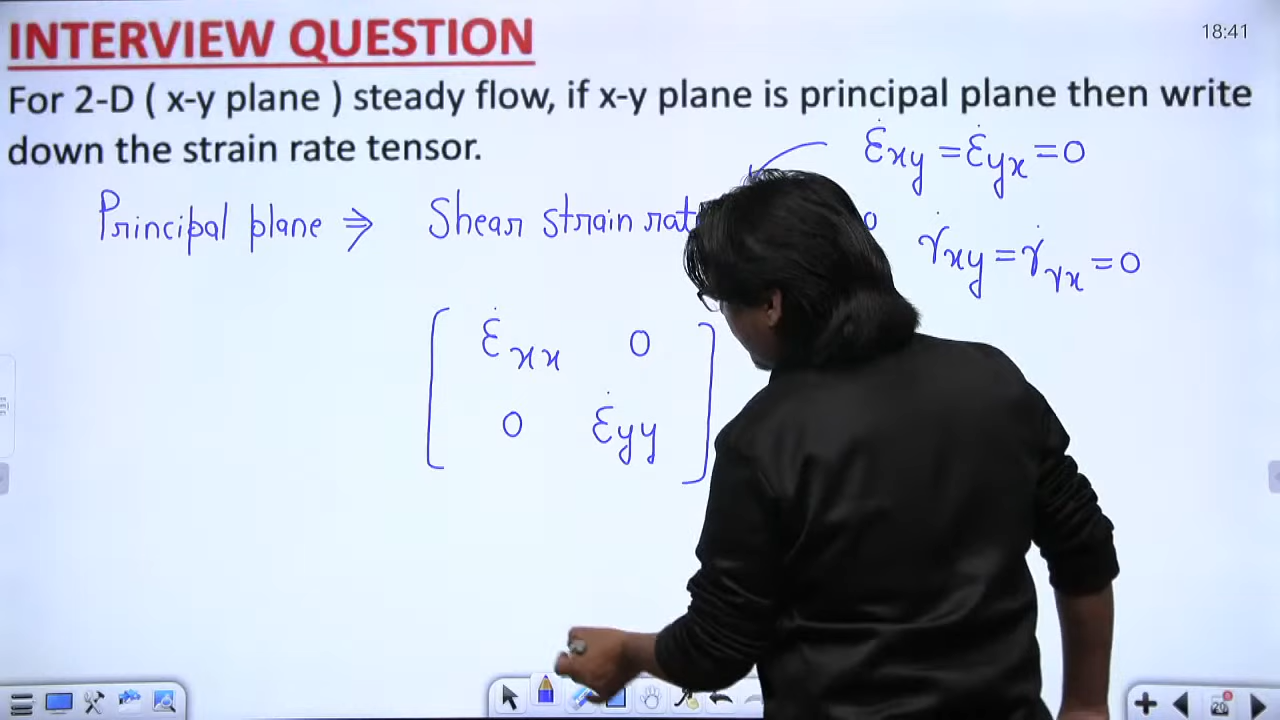 INTERVIEW QUESTION
18:41
For 2-D ( x-y plane ) steady flow, if x-y plane is principal plane then write
down the strain rate tensor.
ε̇xy = ε̇yx = 0
Principal plane ⇒ Shear strain
γ̇xy = γ̇yx = 0
ε̇xx 0
0 ε̇yy
20